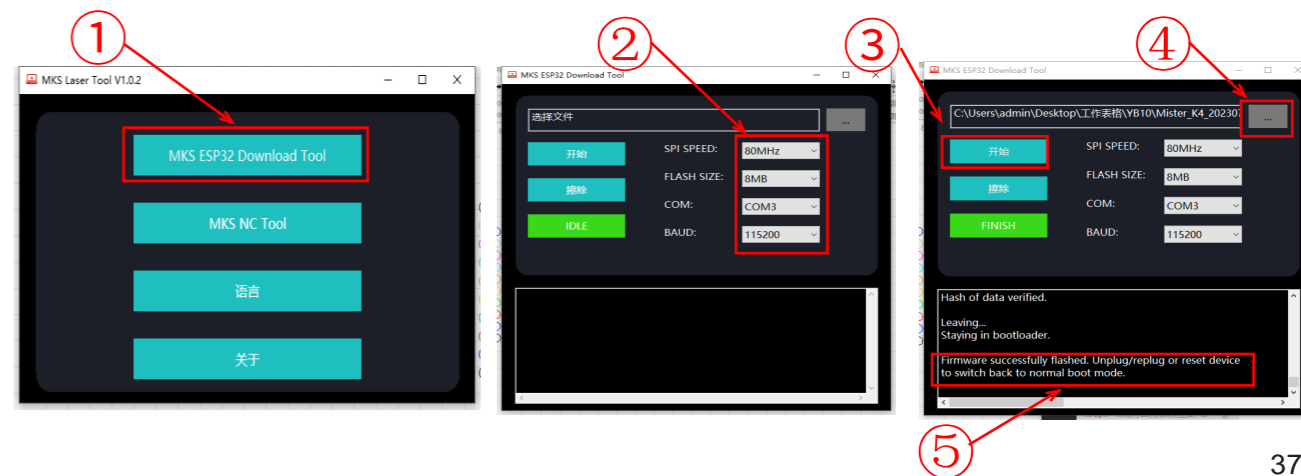 ①
②
③
④
MKS Laser Tool V1.0.2
MKS ESP32 Download Tool
MKS NC Tool
语言
关于
MKS ESP32 Download Tool
选择文件
...
开始
SPI SPEED:
80MHz
擦除
FLASH SIZE:
8MB
IDLE
COM:
COM3
BAUD:
115200
MKS ESP32 Download Tool
C:\Users\admin\Desktop\工作表格\YB10\Mister_K4_202307
...
开始
SPI SPEED:
80MHz
擦除
FLASH SIZE:
8MB
FINISH
COM:
COM3
BAUD:
115200
Hash of data verified.
Leaving...
Staying in bootloader.
Firmware successfully flashed. Unplug/replug or reset device
to switch back to normal boot mode.
⑤
37